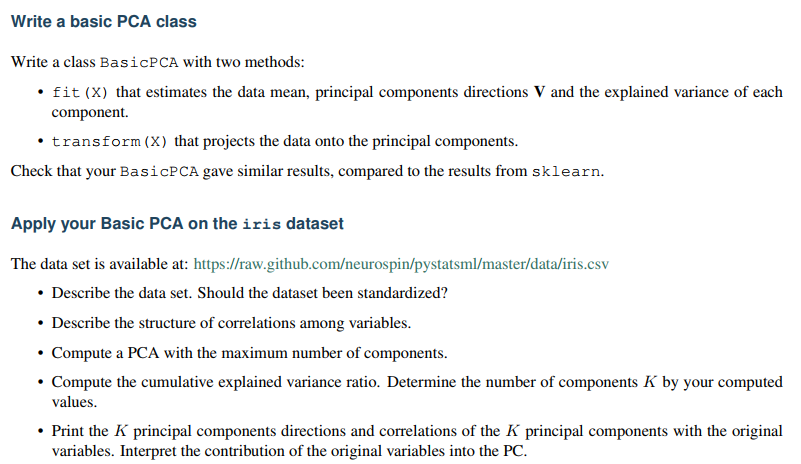 Write a basic PCA class
Write a class BasicPCA with two methods:
• fit(X) that estimates the data mean, principal components directions V and the explained variance of each
component.
• transform(X) that projects the data onto the principal components.
Check that your BasicPCA gave similar results, compared to the results from sklearn.
Apply your Basic PCA on the iris dataset
The data set is available at: https://raw.github.com/neurospin/pystatsml/master/data/iris.csv
• Describe the data set. Should the dataset been standardized?
• Describe the structure of correlations among variables.
• Compute a PCA with the maximum number of components.
• Compute the cumulative explained variance ratio. Determine the number of components K by your computed
values.
• Print the K principal components directions and correlations of the K principal components with the original
variables. Interpret the contribution of the original variables into the PC.